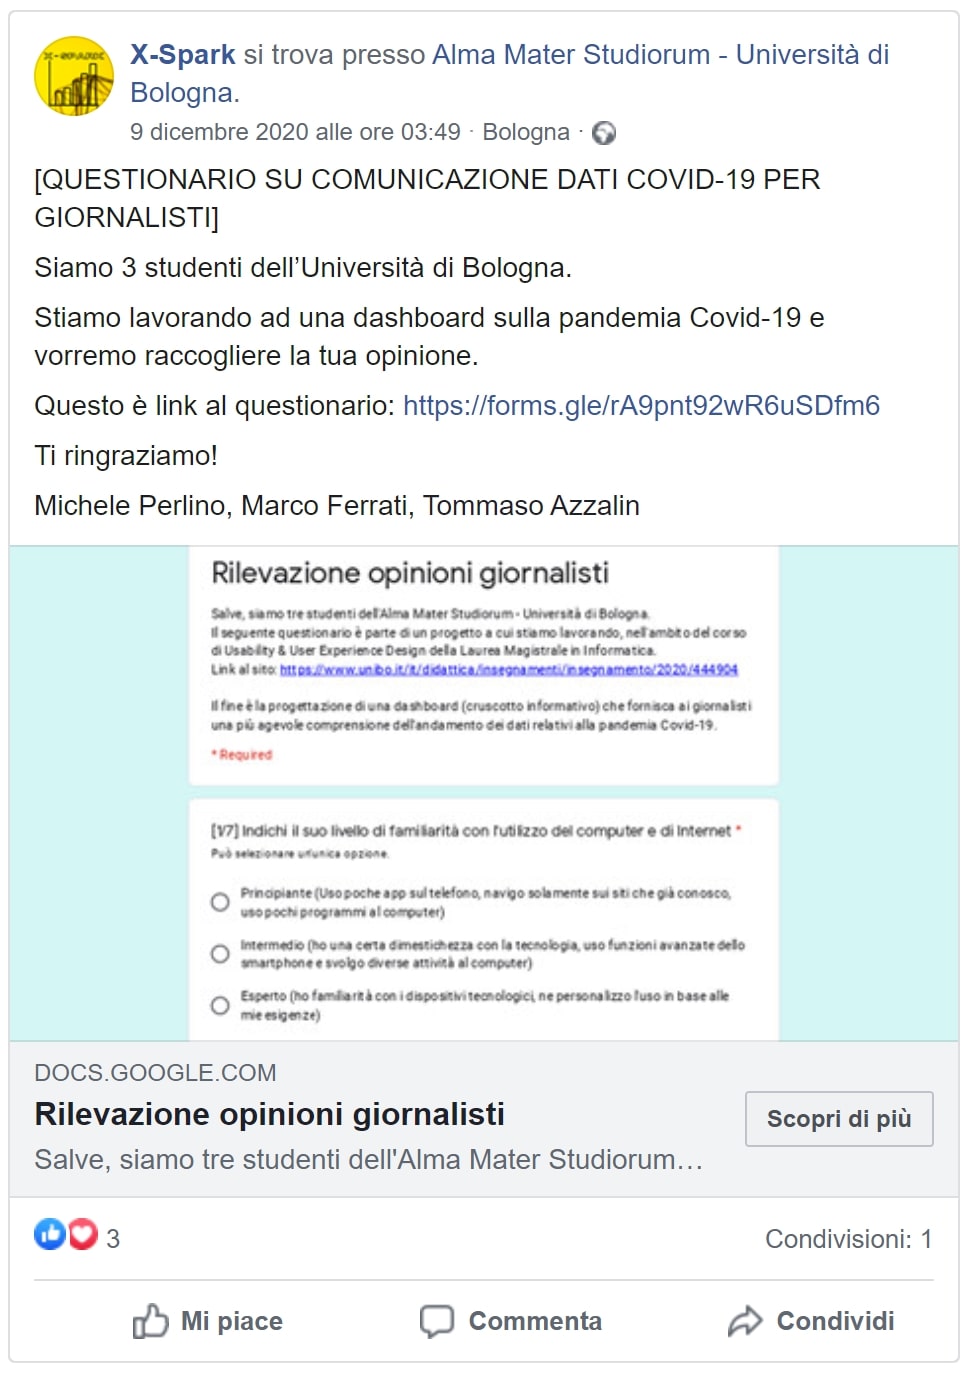 X-SPARK
X-Spark si trova presso Alma Mater Studiorum - Università di
Bologna.
9 dicembre 2020 alle ore 03:49 · Bologna ·
[QUESTIONARIO SU COMUNICAZIONE DATI COVID-19 PER
GIORNALISTI]
Siamo 3 studenti dell’Università di Bologna.
Stiamo lavorando ad una dashboard sulla pandemia Covid-19 e
vorremo raccogliere la tua opinione.
Questo è link al questionario: https://forms.gle/rA9pnt92wR6uSDfm6
Ti ringraziamo!
Michele Perlino, Marco Ferrati, Tommaso Azzalin
Rilevazione opinioni giornalisti
Salve, siamo tre studenti dell'Alma Mater Studiorum - Università di Bologna.
Il seguente questionario è parte di un progetto a cui stiamo lavorando, nell'ambito del corso
di Usability & User Experience Design della Laurea Magistrale in Informatica.
Link al sito: https://www.unibo.it/it/didattica/insegnamenti/insegnamento/2020/444904
Il fine è la progettazione di una dashboard (cruscotto informativo) che fornisca ai giornalisti
una più agevole comprensione dell'andamento dei dati relativi alla pandemia Covid-19.
* Required
[1/7] Indichi il suo livello di familiarità con l'utilizzo del computer e di Internet *
Può selezionare un'unica opzione.
Principiante (Uso poche app sul telefono, navigo solamente sui siti che già conosco,
uso pochi programmi al computer)
Intermedio (ho una certa dimestichezza con la tecnologia, uso funzioni avanzate dello
smartphone e svolgo diverse attività al computer)
Esperto (ho familiarità con i dispositivi tecnologici, ne personalizzo l'uso in base alle
mie esigenze)
DOCS.GOOGLE.COM
Rilevazione opinioni giornalisti
Scopri di più
Salve, siamo tre studenti dell'Alma Mater Studiorum…
3
Condivisioni: 1
Mi piace
Commenta
Condividi